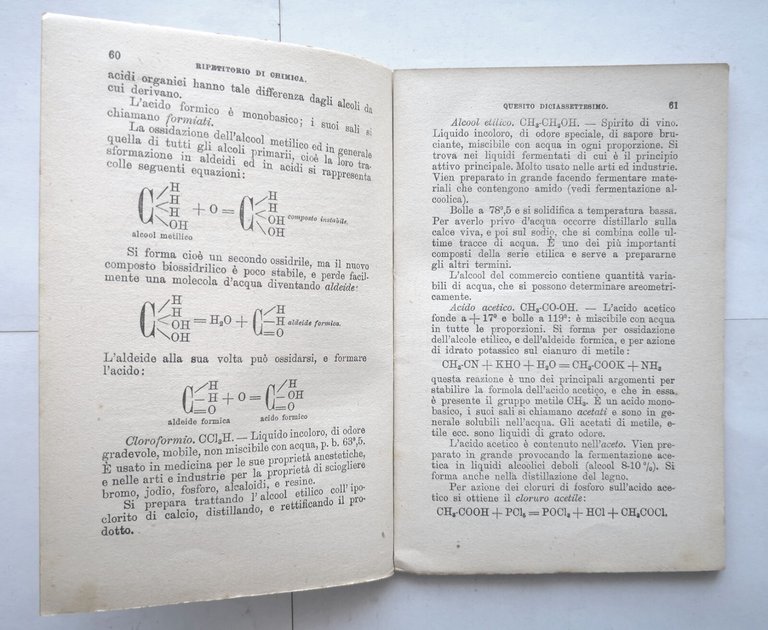 60
RIPETITORIO DI CHIMICA.
acidi organici hanno tale differenza dagli alcoli da
cui derivano.
L'acido formico è monobasico; i suoi sali si
chiamano formiati.
La ossidazione dell'alcool metilico ed in generale
quella di tutti gli alcoli primarii, cioè la loro tra-
sformazione in aldeidi ed in acidi si rappresenta
colle seguenti equazioni:
C H H H OH + O = C H H OH OH composto instabile.
alcool metilico
Si forma cioè un secondo ossidrile, ma il nuovo
composto biossidrilico è poco stabile, e perde facil-
mente una molecola d'acqua diventando aldeide:
C H H OH OH = H₂O + C H H O aldeide formica.
L'aldeide alla sua volta può ossidarsi, e formare
l'acido:
C H H O + O = C H OH O
aldeide formica acido formico
Cloroformio. CCl₃H. — Liquido incoloro, di odore
gradevole, mobile, non miscibile con acqua, p. b. 63°,5.
È usato in medicina per le sue proprietà anestetiche,
e nelle arti e industrie per la proprietà di sciogliere
bromo, jodio, fosforo, alcaloidi, e resine.
Si prepara trattando l'alcool etilico coll'ipo-
clorito di calcio, distillando, e rettificando il pro-
dotto.
QUESITO DICIASSETTESIMO. 61
Alcool etilico. CH₃-CH₂OH. — Spirito di vino.
Liquido incoloro, di odore speciale, di sapore bru-
ciante, miscibile con acqua in ogni proporzione. Si
trova nei liquidi fermentati di cui è il principio
attivo principale. Molto usato nelle arti ed industrie.
Vien preparato in grande facendo fermentare mate-
riali che contengono amido (vedi fermentazione al-
coolica).
Bolle a 78°,5 e si solidifica a temperatura bassa.
Per averlo privo d'acqua occorre distillarlo sulla
calce viva, e poi sul sodio, che si combina colle ul-
time tracce di acqua. È uno dei più importanti
composti della serie etilica e serve a prepararne
gli altri termini.
L'alcool del commercio contiene quantità varia-
bili di acqua, che si possono determinare areometri-
camente.
Acido acetico. CH₃-CO-OH. — L'acido acetico
fonde a + 17° e bolle a 119°: è miscibile con acqua
in tutte le proporzioni. Si forma per ossidazione
dell'alcole etilico, e dell'aldeide formica, e per azione
di idrato potassico sul cianuro di metile:
CH₃-CN + KHO + H₂O = CH₃-COOK + NH₃
questa reazione è uno dei principali argomenti per
stabilire la formola dell'acido acetico, e che in essa
è presente il gruppo metile CH₃. È un acido mono-
basico, i suoi sali si chiamano acetati e sono in ge-
nerale solubili nell'acqua. Gli acetati di metile, e-
tile ecc. sono liquidi di grato odore.
L'acido acetico è contenuto nell'aceto. Vien pre-
parato in grande provocando la fermentazione ace-
tica in liquidi alcoolici deboli (alcool 8-10 %). Si
forma anche nella distillazione del legno.
Per azione dei cloruri di fosforo sull'acido ace-
tico si ottiene il cloruro acetile:
CH₃-COOH + PCl₅ = POCl₃ + HCl + CH₃COCl.